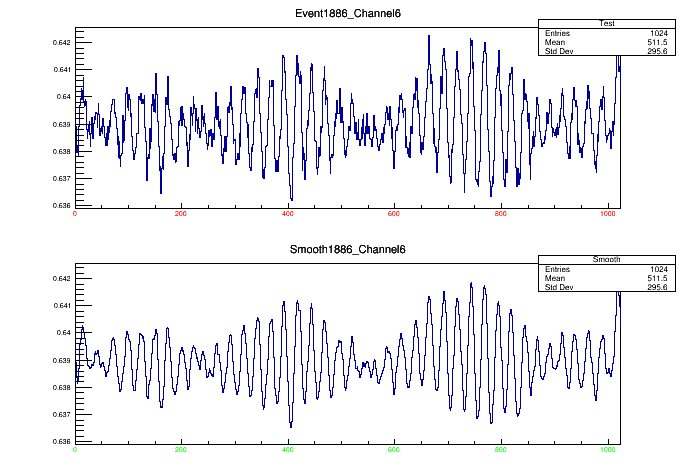 Event1886_Channel6
Test
Entries 1024
Mean 511.5
Std Dev 295.6
0.642
0.641
0.64
0.639
0.638
0.637
0.636
0 200 400 600 800 1000
Smooth1886_Channel6
Smooth
Entries 1024
Mean 511.5
Std Dev 295.6
0.642
0.641
0.64
0.639
0.638
0.637
0.636
0 200 400 600 800 1000